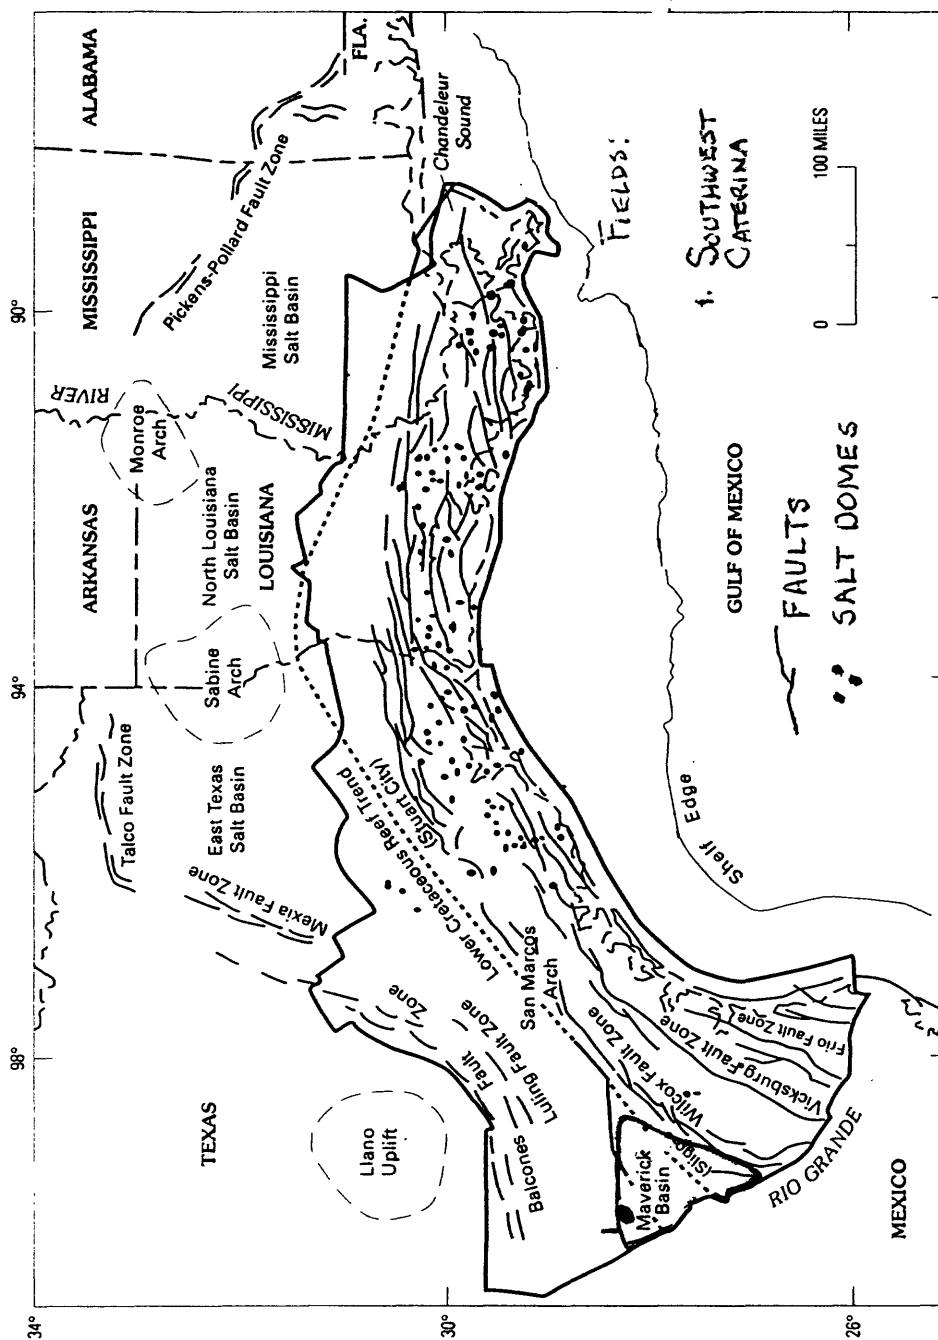 34°
30°
26°
98°
94°
90°
TEXAS
ARKANSAS
MISSISSIPPI
ALABAMA
FLA.
LOUISIANA
MEXICO
GULF OF MEXICO
Talco Fault Zone
Mexia Fault Zone
East Texas
Salt Basin
Sabine
Arch
North Louisiana
Salt Basin
Monroe
Arch
MISSISSIPPI
RIVER
Mississippi
Salt Basin
Pickens-Pollard Fault Zone
Chandeleur
Sound
Llano
Uplift
Balcones
Fault
Zone
Luling Fault Zone
Lower Cretaceous Reef Trend
(Stuart City)
San Marcos
Arch
Wilcox Fault Zone
Vicksburg Fault Zone
Frio Fault Zone
(Sligo)
Maverick
Basin
RIO GRANDE
Shelf Edge
FIELDS:
1. SOUTHWEST
CATERINA
0
100 MILES
FAULTS
SALT DOMES